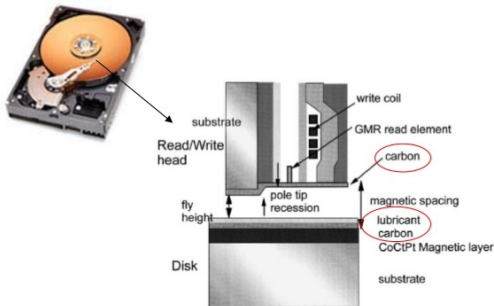 write coil
substrate
GMR read element
Read/Write
head
carbon
pole tip
recession
magnetic spacing
fly
height
lubricant
carbon
CoCtPt Magnetic layer
Disk
substrate